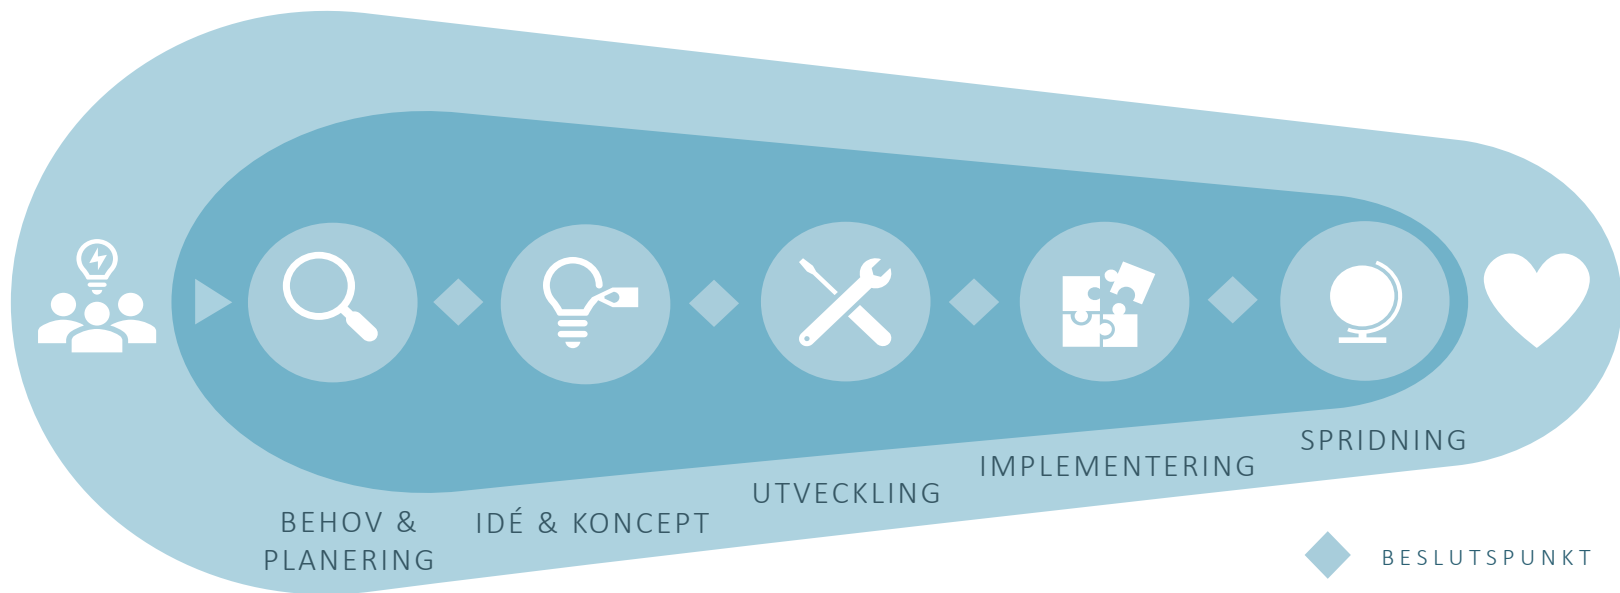 BEHOV &
PLANERING
IDÉ & KONCEPT
UTVECKLING
IMPLEMENTERING
SPRIDNING
BESLUTSPUNKT